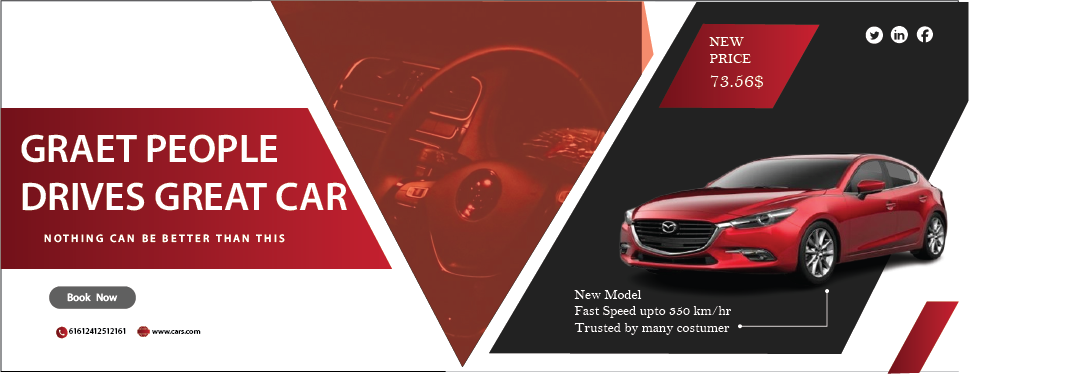 GRAET PEOPLE
DRIVES GREAT CAR
NOTHING CAN BE BETTER THAN THIS
Book Now
61612412512161 www.cars.com
NEW
PRICE
73.56$
New Model
Fast Speed upto 350 km/hr
Trusted by many costumer